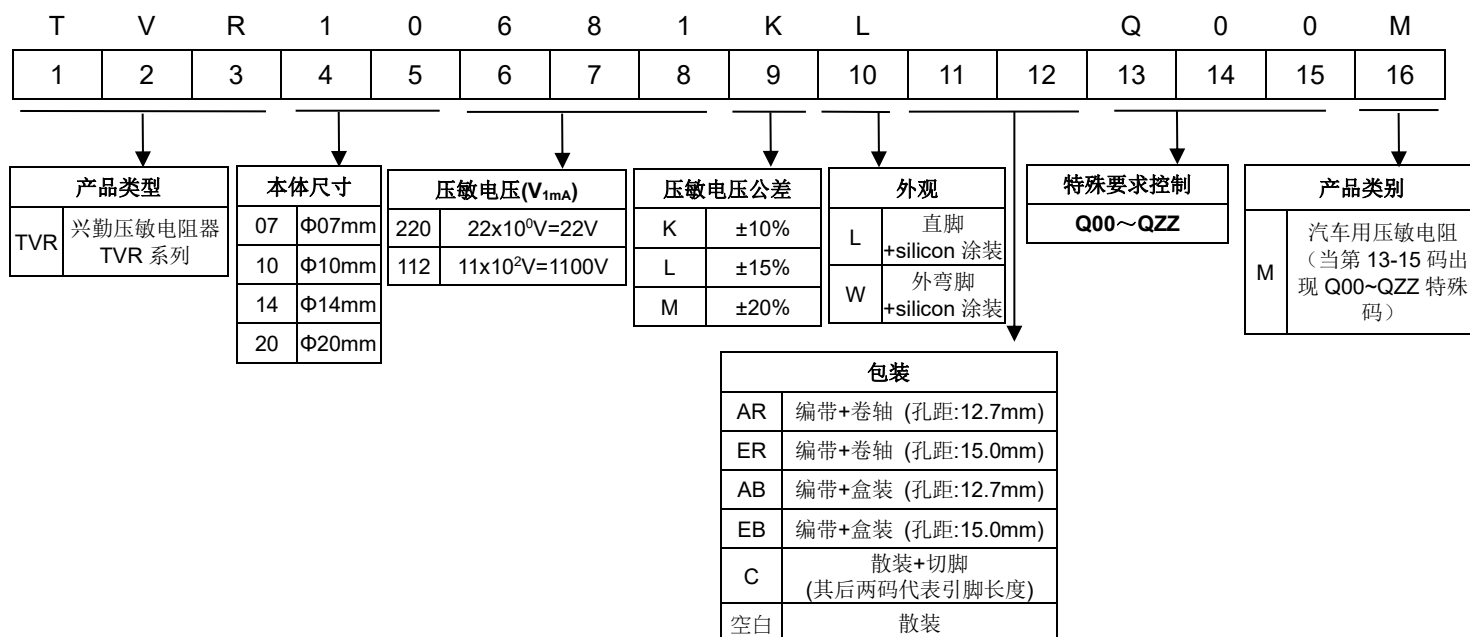 T V R 1 0 6 8 1 K L Q 0 0 M
1 2 3 4 5 6 7 8 9 10 11 12 13 14 15 16
产品类型
TVR 兴勤压敏电阻器
TVR 系列
本体尺寸
07 Φ07mm
10 Φ10mm
14 Φ14mm
20 Φ20mm
压敏电压(V1mA)
220 22x10⁰V=22V
112 11x10²V=1100V
压敏电压公差
K ±10%
L ±15%
M ±20%
外观
L 直脚
+silicon 涂装
W 外弯脚
+silicon 涂装
特殊要求控制
Q00～QZZ
产品类别
M 汽车用压敏电阻
（当第 13-15 码出
现 Q00~QZZ 特殊
码）
包装
AR 编带+卷轴 (孔距:12.7mm)
ER 编带+卷轴 (孔距:15.0mm)
AB 编带+盒装 (孔距:12.7mm)
EB 编带+盒装 (孔距:15.0mm)
C 散装+切脚
(其后两码代表引脚长度)
空白 散装